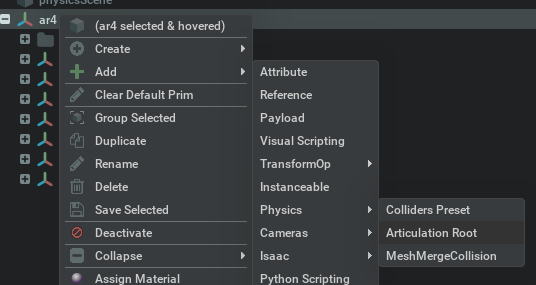 physicsScene
ar4
(ar4 selected & hovered)
Create
Add
Clear Default Prim
Group Selected
Duplicate
Rename
Delete
Save Selected
Deactivate
Collapse
Assign Material
Attribute
Reference
Payload
Visual Scripting
TransformOp
Instanceable
Physics
Cameras
Isaac
Python Scripting
Colliders Preset
Articulation Root
MeshMergeCollision